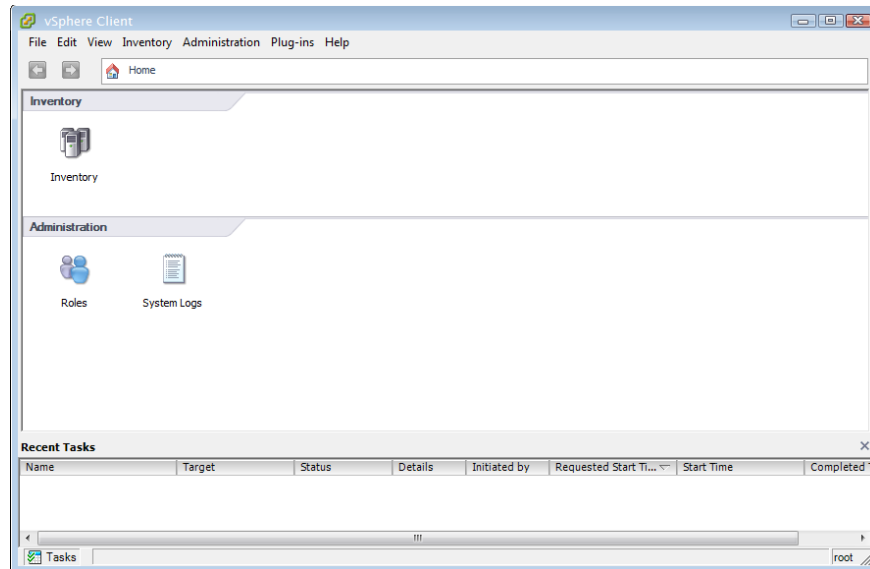 vSphere Client
File Edit View Inventory Administration Plug-ins Help
Home
Inventory
Inventory
Administration
Roles System Logs
Recent Tasks
Name Target Status Details Initiated by Requested Start Ti... Start Time Completed
Tasks root